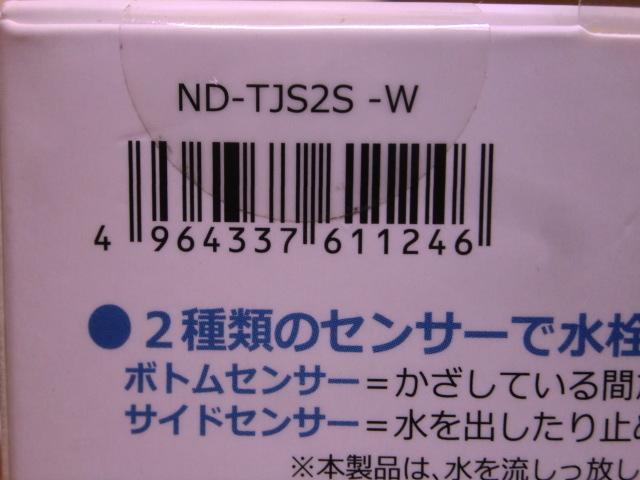 ND-TJS2S -W
4 964337 611246
●2種類のセンサーで水栓
ボトムセンサー=かざしている間
サイドセンサー=水を出したり止
※本製品は、水を流しっ放し